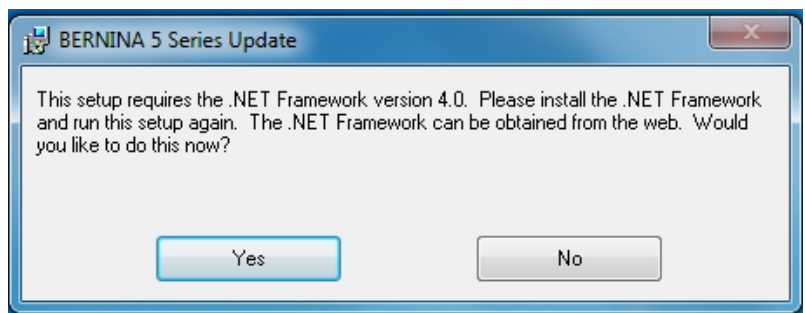 BERNINA 5 Series Update
This setup requires the .NET Framework version 4.0.  Please install the .NET Framework
and run this setup again.  The .NET Framework can be obtained from the web.  Would
you like to do this now?
Yes
No